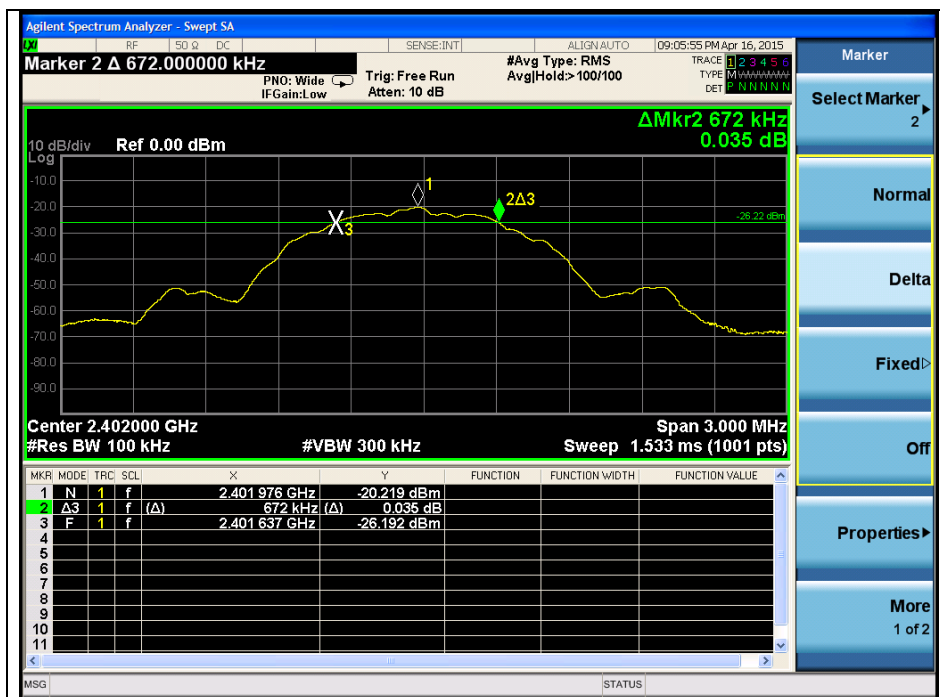 Agilent Spectrum Analyzer - Swept SA
LXI RF 50 Ω DC SENSE:INT ALIGN AUTO 09:05:55 PM Apr 16, 2015
Marker 2 Δ 672.000000 kHz
PNO: Wide
IFGain:Low
Trig: Free Run
Atten: 10 dB
#Avg Type: RMS
Avg|Hold:>100/100
TRACE 1 2 3 4 5 6
TYPE M WWWWW
DET P N N N N N
ΔMkr2 672 kHz
0.035 dB
10 dB/div Ref 0.00 dBm
Log
-10.0
-20.0
-30.0
-40.0
-50.0
-60.0
-70.0
-80.0
-90.0
1
2Δ3
X3
-26.22 dBm
Center 2.402000 GHz Span 3.000 MHz
#Res BW 100 kHz #VBW 300 kHz Sweep 1.533 ms (1001 pts)
MKR MODE TRC SCL X Y FUNCTION FUNCTION WIDTH FUNCTION VALUE
1 N 1 f 2.401 976 GHz -20.219 dBm
2 Δ3 1 f (Δ) 672 kHz (Δ) 0.035 dB
3 F 1 f 2.401 637 GHz -26.192 dBm
4
5
6
7
8
9
10
11
MSG STATUS
Marker
Select Marker
2
Normal
Delta
Fixed
Off
Properties
More
1 of 2